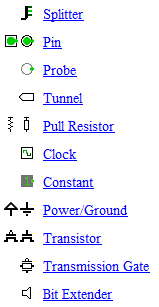 Splitter
Pin
Probe
Tunnel
Pull Resistor
Clock
Constant
Power/Ground
Transistor
Transmission Gate
Bit Extender